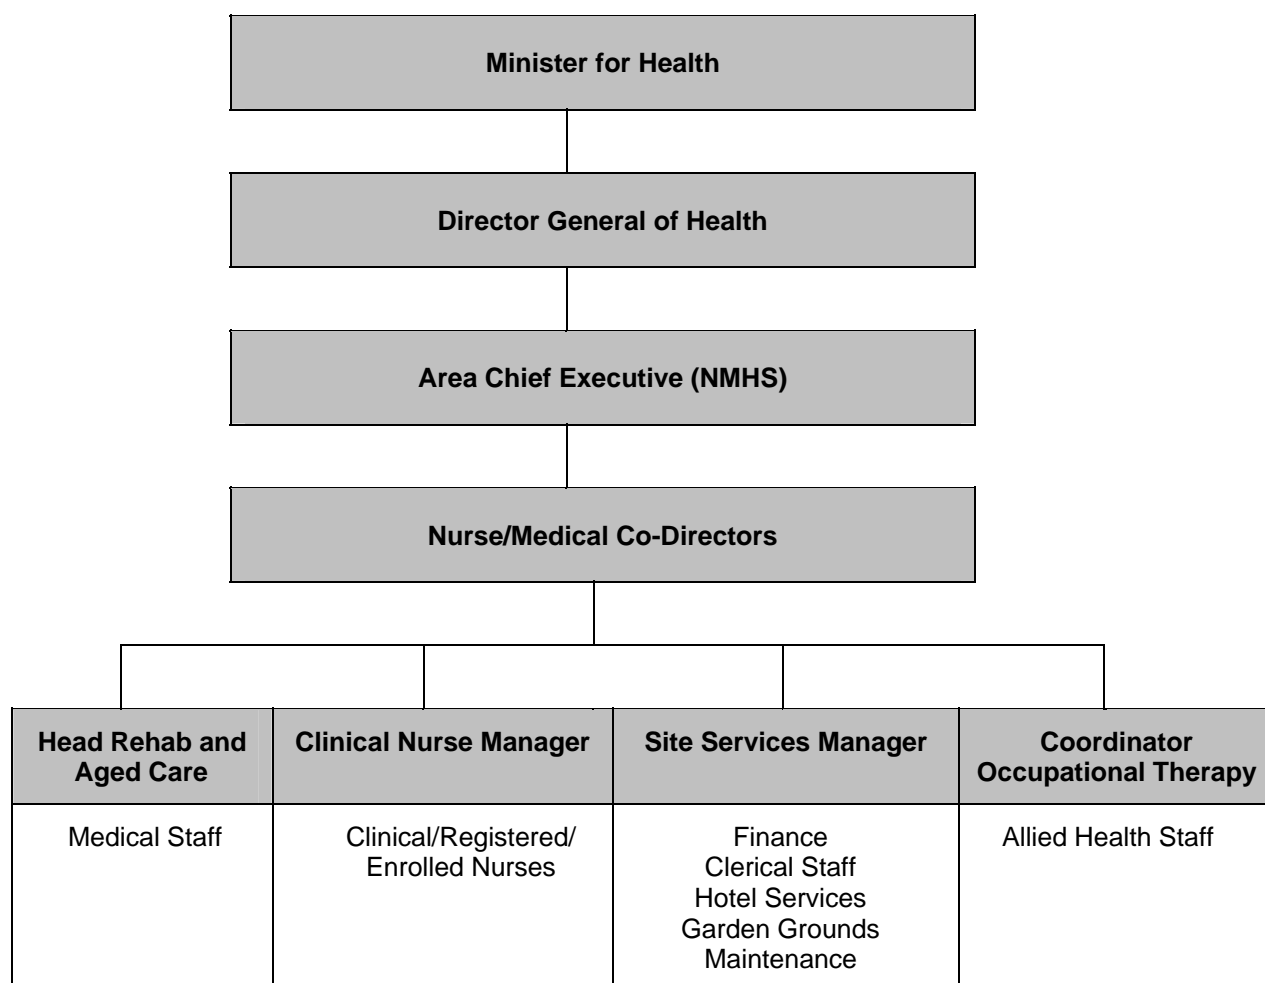 Minister for Health
Director General of Health
Area Chief Executive (NMHS)
Nurse/Medical Co-Directors
Head Rehab and
Aged Care
Clinical Nurse Manager
Site Services Manager
Coordinator
Occupational Therapy
Medical Staff
Clinical/Registered/
Enrolled Nurses
Finance
Clerical Staff
Hotel Services
Garden Grounds
Maintenance
Allied Health Staff